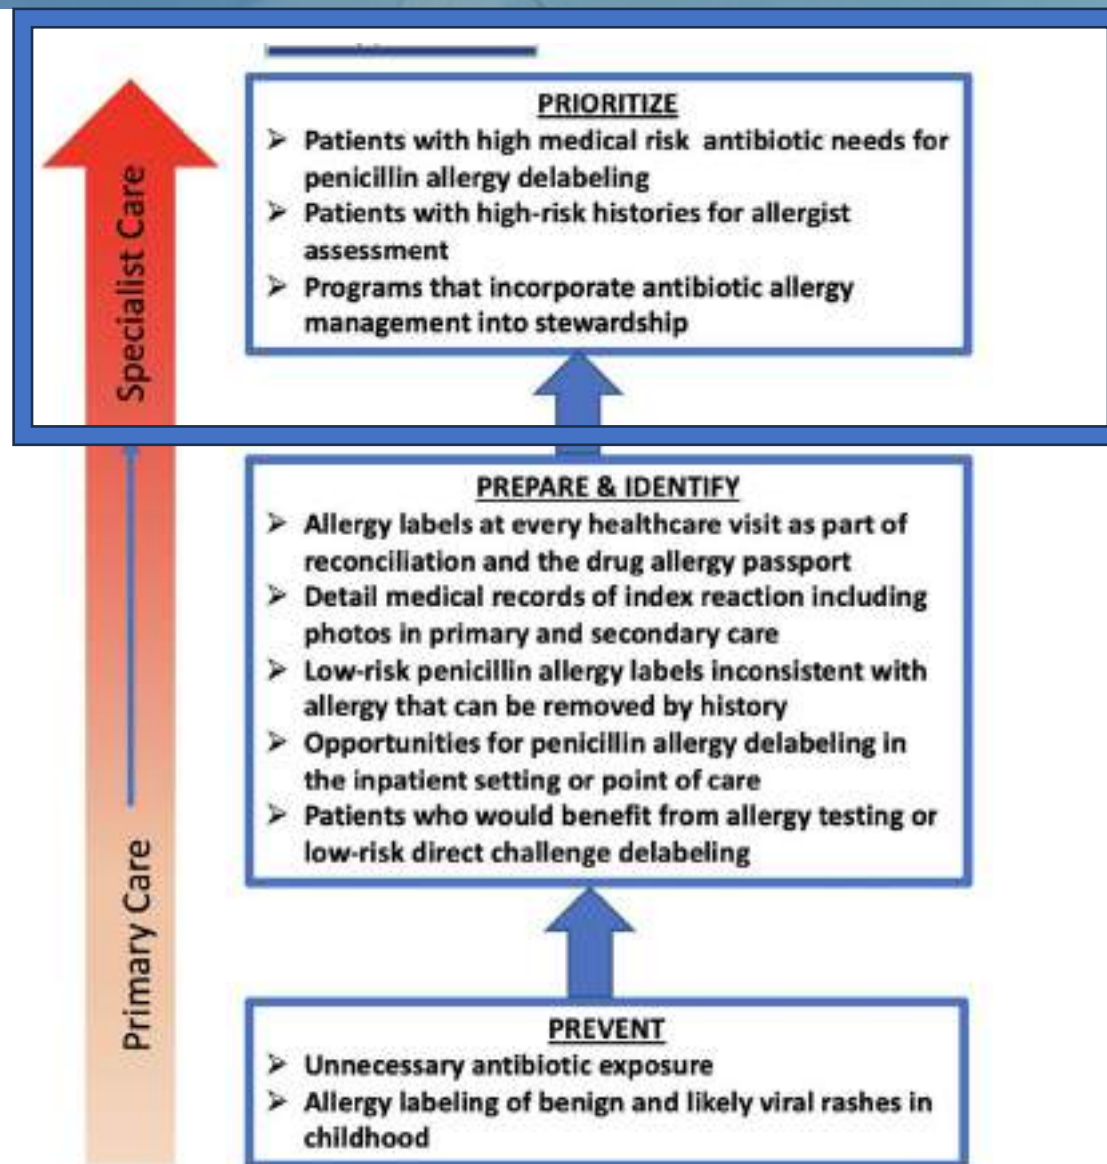 PRIORITIZE
➢ Patients with high medical risk antibiotic needs for
penicillin allergy delabeling
➢ Patients with high-risk histories for allergist
assessment
➢ Programs that incorporate antibiotic allergy
management into stewardship
Specialist Care
PREPARE & IDENTIFY
➢ Allergy labels at every healthcare visit as part of
reconciliation and the drug allergy passport
➢ Detail medical records of index reaction including
photos in primary and secondary care
➢ Low-risk penicillin allergy labels inconsistent with
allergy that can be removed by history
➢ Opportunities for penicillin allergy delabeling in
the inpatient setting or point of care
➢ Patients who would benefit from allergy testing or
low-risk direct challenge delabeling
Primary Care
PREVENT
➢ Unnecessary antibiotic exposure
➢ Allergy labeling of benign and likely viral rashes in
childhood